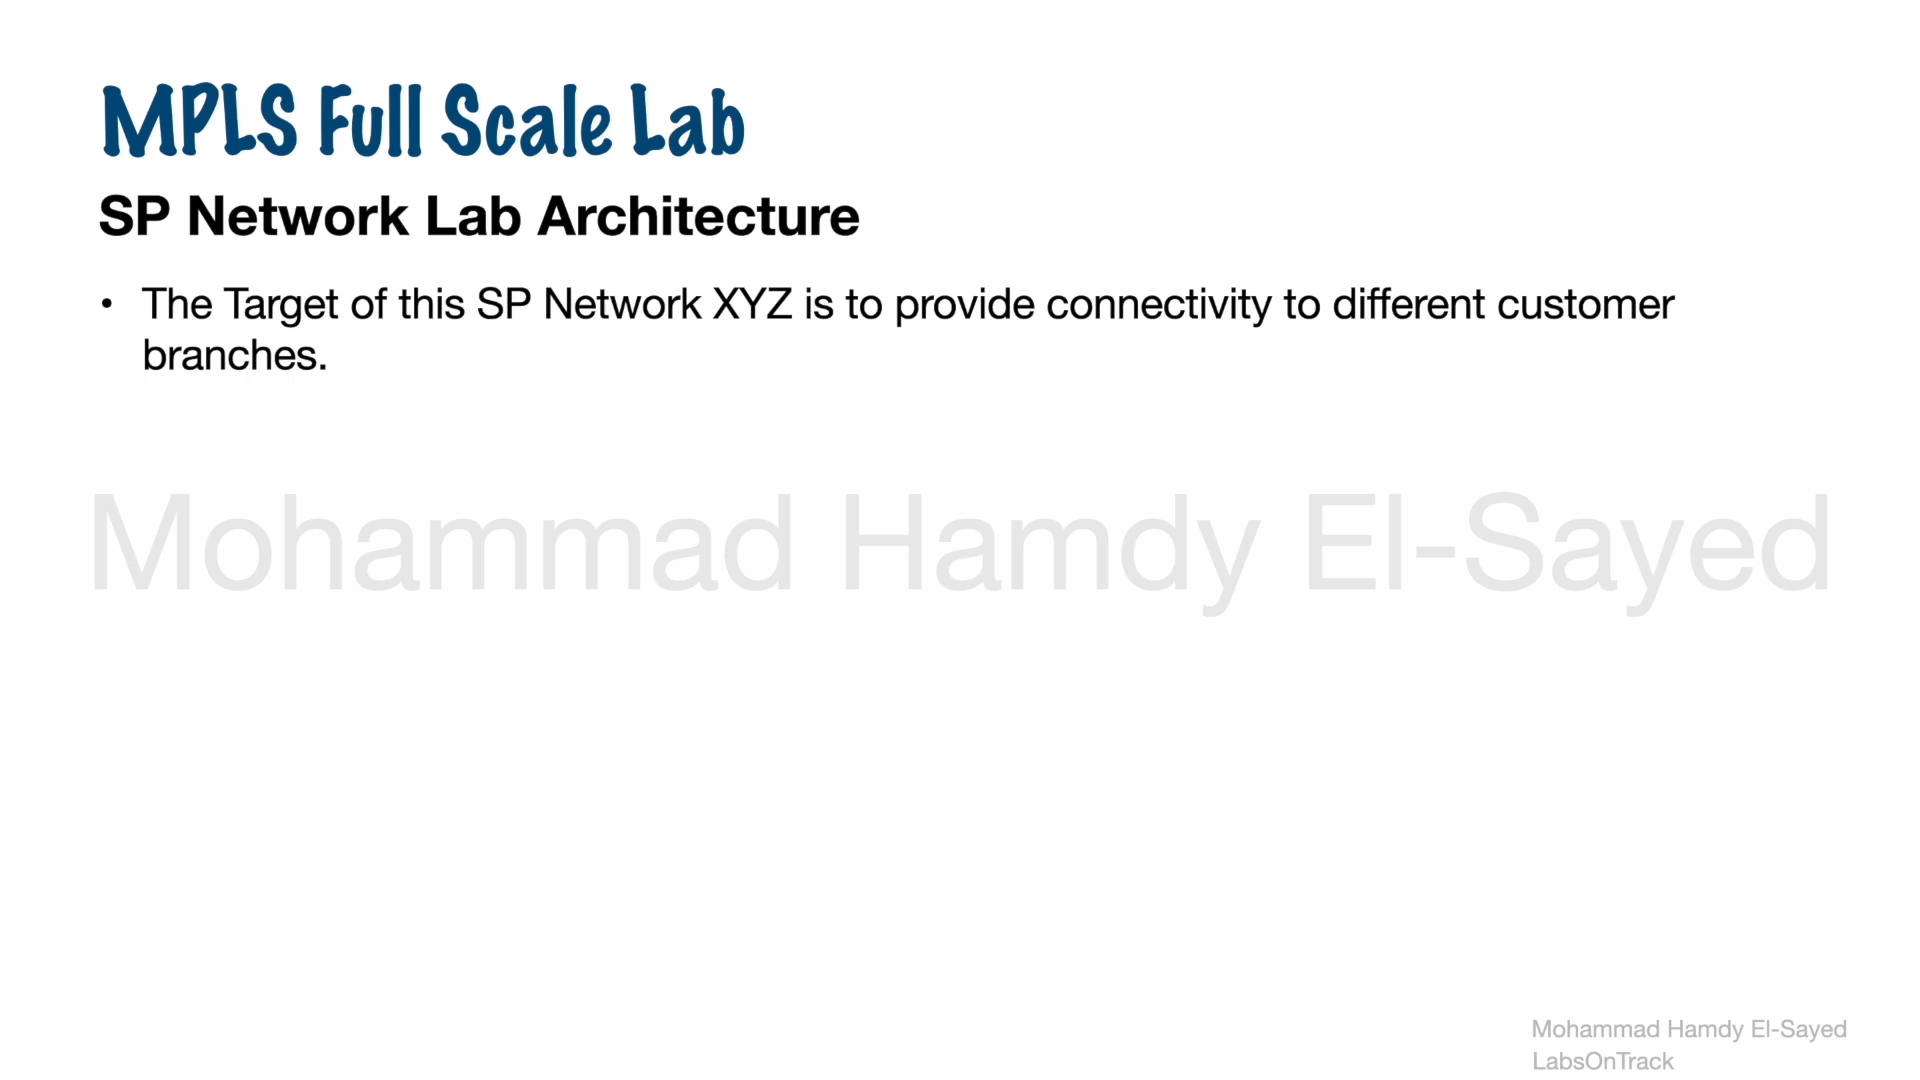 MPLS Full Scale Lab
SP Network Lab Architecture
• The Target of this SP Network XYZ is to provide connectivity to different customer
branches.
Mohammad Hamdy El-Sayed
Mohammad Hamdy El-Sayed
LabsOnTrack